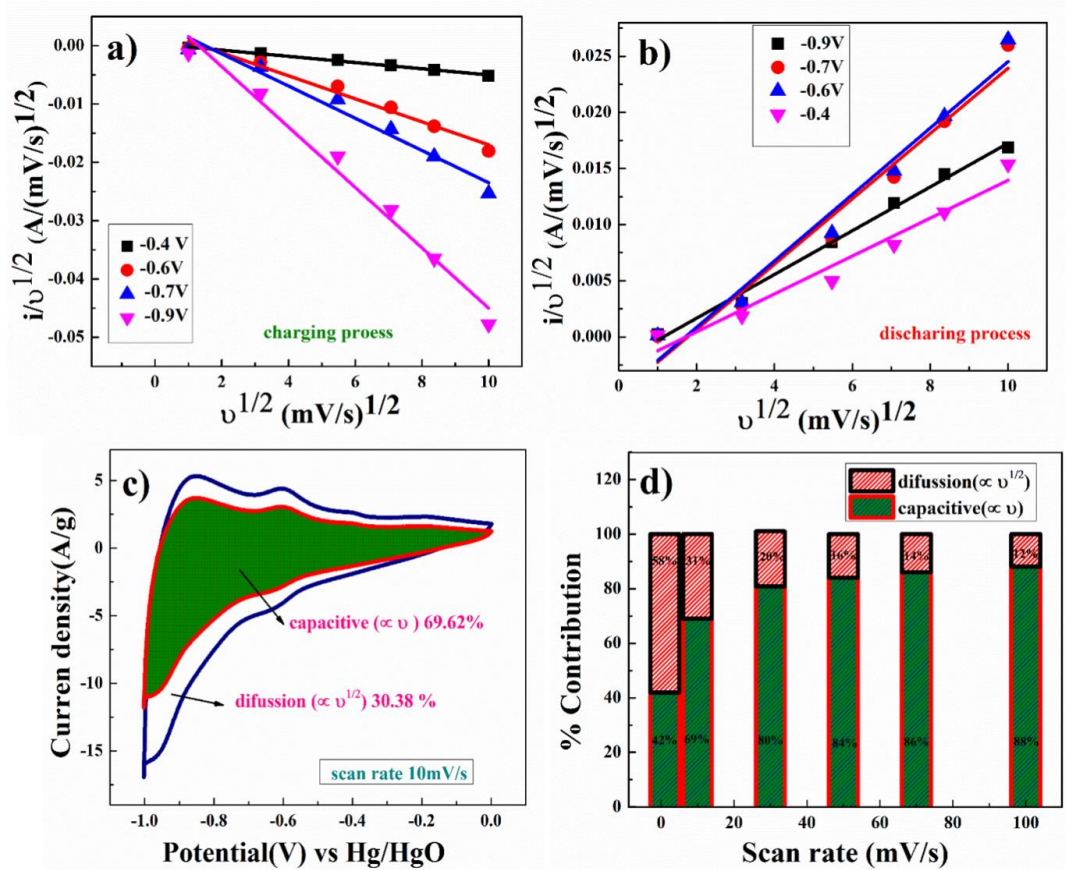 a)
0.00
-0.01
-0.02
-0.03
-0.04
-0.05
i/υ^1/2 (A/(mV/s)^1/2)
-0.4 V
-0.6V
-0.7V
-0.9V
charging proess
0 2 4 6 8 10
υ^1/2 (mV/s)^1/2
b)
0.025
0.020
0.015
0.010
0.005
0.000
i/υ^1/2 (A/(mV/s)^1/2)
-0.9V
-0.7V
-0.6V
-0.4
discharing process
0 2 4 6 8 10
υ^1/2 (mV/s)^1/2
c)
5
0
-5
-10
-15
Curren density(A/g)
capacitive (∝ υ ) 69.62%
difussion (∝ υ^1/2) 30.38 %
scan rate 10mV/s
-1.0 -0.8 -0.6 -0.4 -0.2 0.0
Potential(V) vs Hg/HgO
d)
120
100
80
60
40
20
0
% Contribution
difussion(∝ υ^1/2)
capacitive(∝ υ)
58% 31% 20% 16% 14% 12%
42% 69% 80% 84% 86% 88%
0 20 40 60 80 100
Scan rate (mV/s)